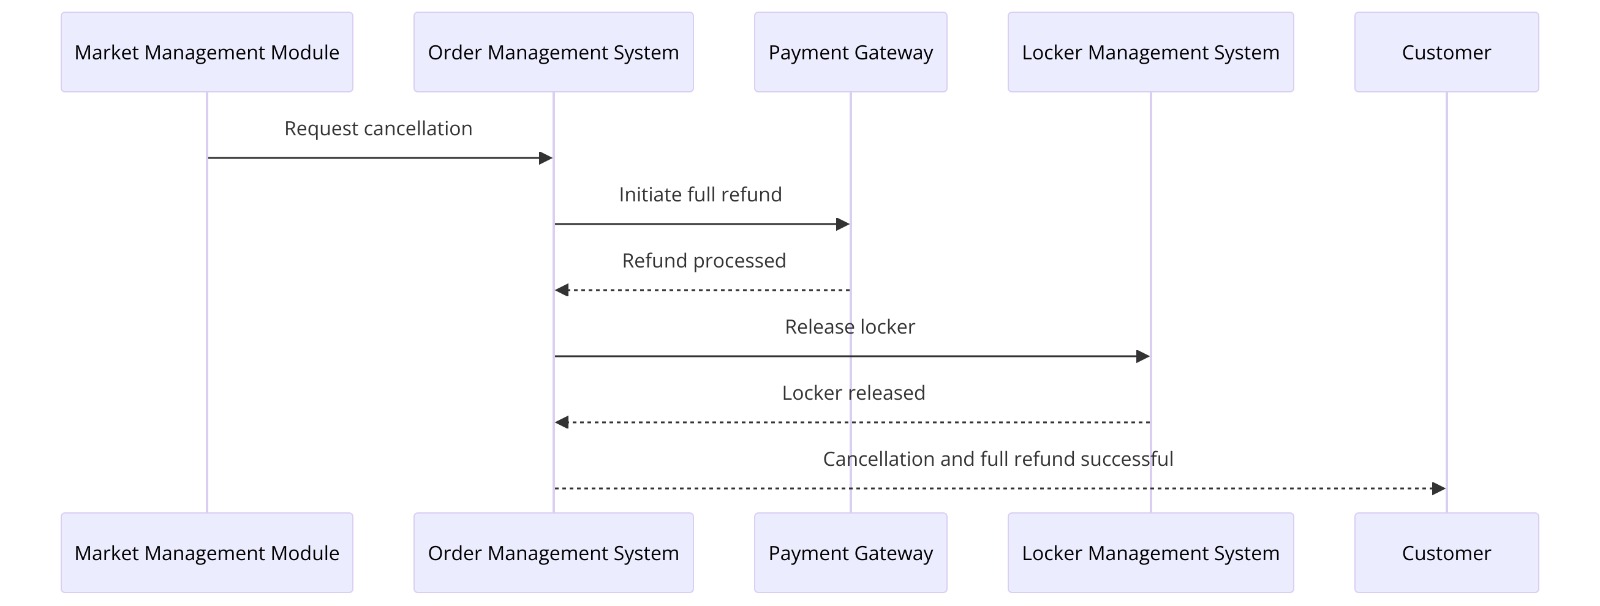 Market Management Module
Order Management System
Payment Gateway
Locker Management System
Customer
Request cancellation
Initiate full refund
Refund processed
Release locker
Locker released
Cancellation and full refund successful
Market Management Module
Order Management System
Payment Gateway
Locker Management System
Customer